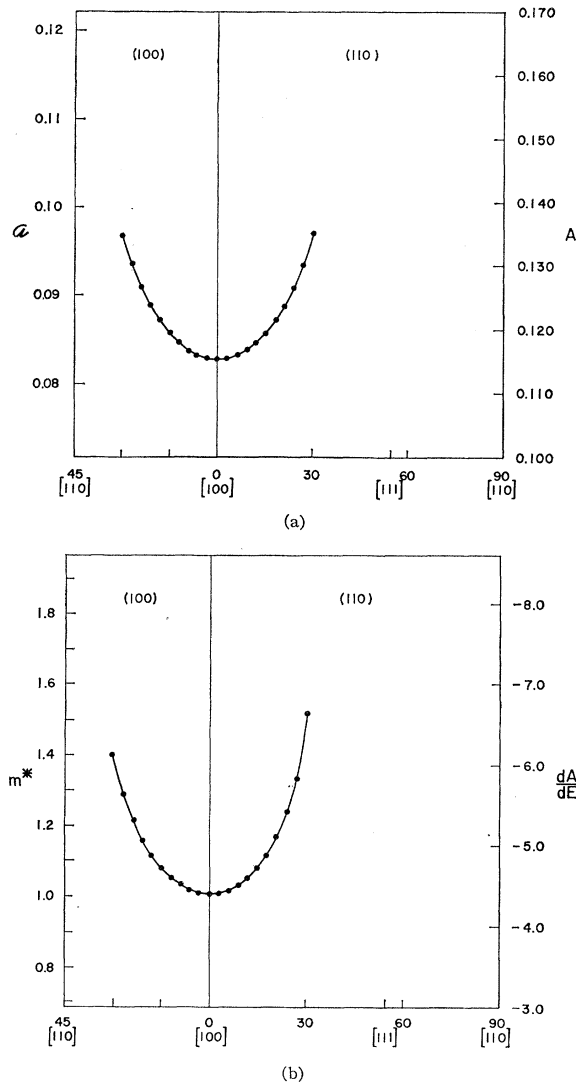 0.12
0.11
0.10
0.09
0.08
a
(100)
(110)
0.170
0.160
0.150
0.140
0.130
0.120
0.110
0.100
A
45 0 30 60 90
[110] [100] [111] [110]
(a)
1.8
1.6
1.4
1.2
1.0
0.8
m*
(100)
(110)
-8.0
-7.0
-6.0
-5.0
-4.0
-3.0
dA
dE
45 0 30 60 90
[110] [100] [111] [110]
(b)